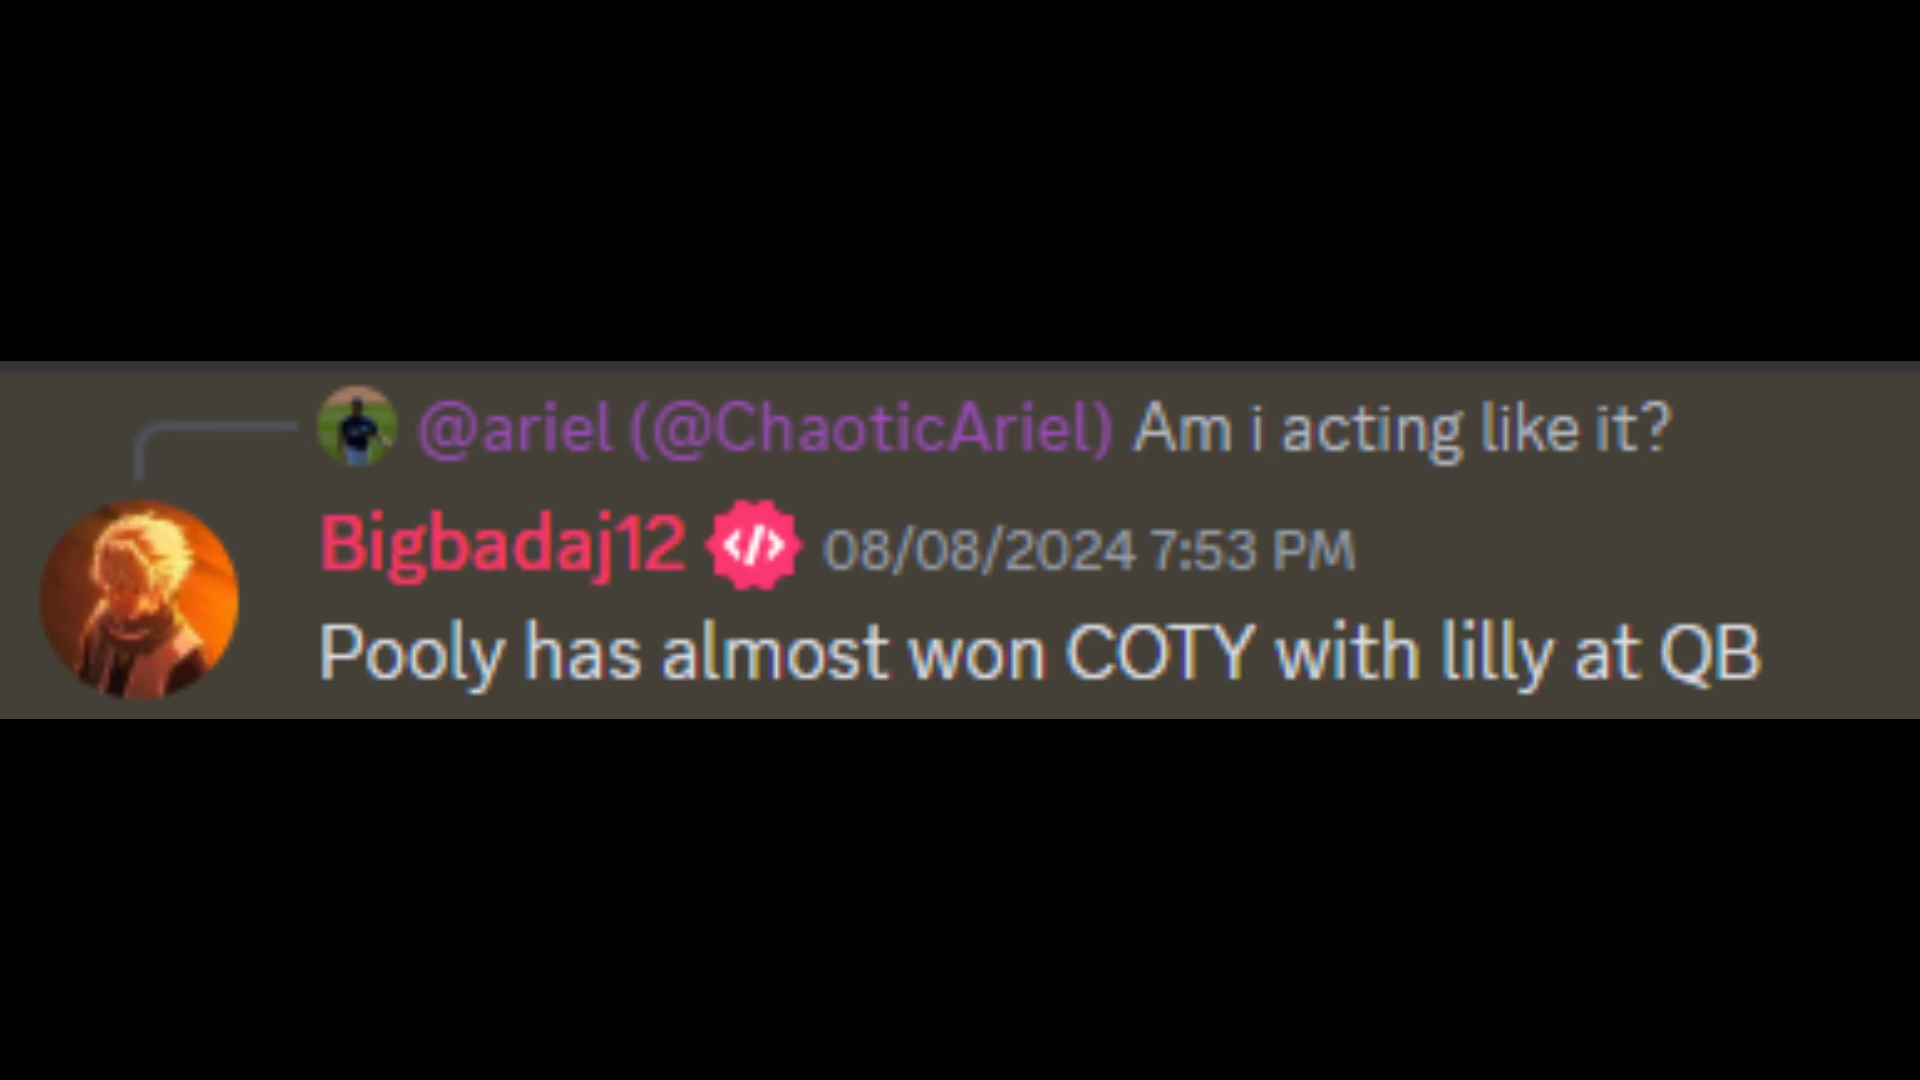 @ariel (@ChaoticAriel) Am i acting like it?
Bigbadaj12 </> 08/08/2024 7:53 PM
Pooly has almost won COTY with lilly at QB